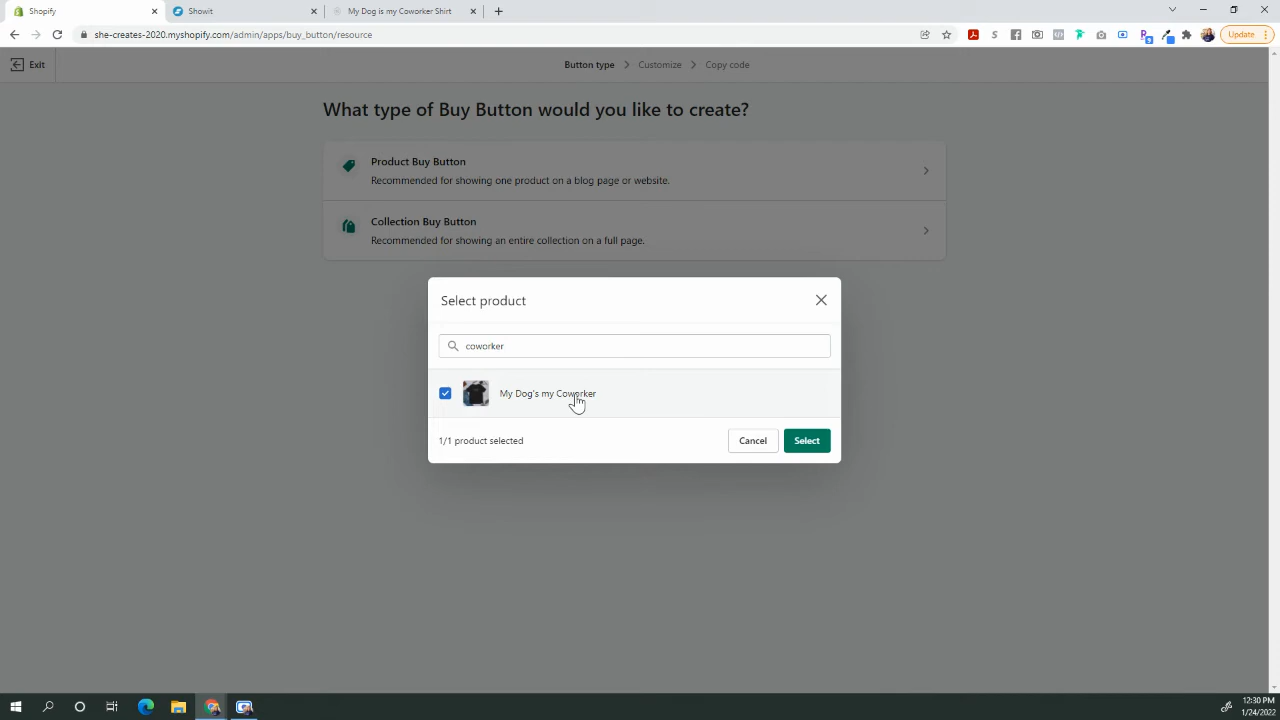 Shopify
Showit
My Dog is my Coworker Shirt
she-creates-2020.myshopify.com/admin/apps/buy_button/resource
Update
Exit
Button type
Customize
Copy code
What type of Buy Button would you like to create?
Product Buy Button
Recommended for showing one product on a blog page or website.
Collection Buy Button
Recommended for showing an entire collection on a full page.
Select product
coworker
My Dog's my Coworker
1/1 product selected
Cancel
Select
12:30 PM
1/24/2022